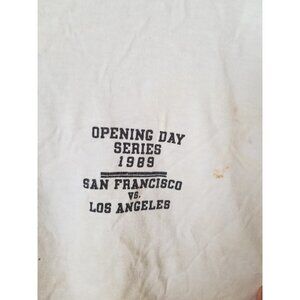 OPENING DAY
SERIES
1989
SAN FRANCISCO
VS.
LOS ANGELES